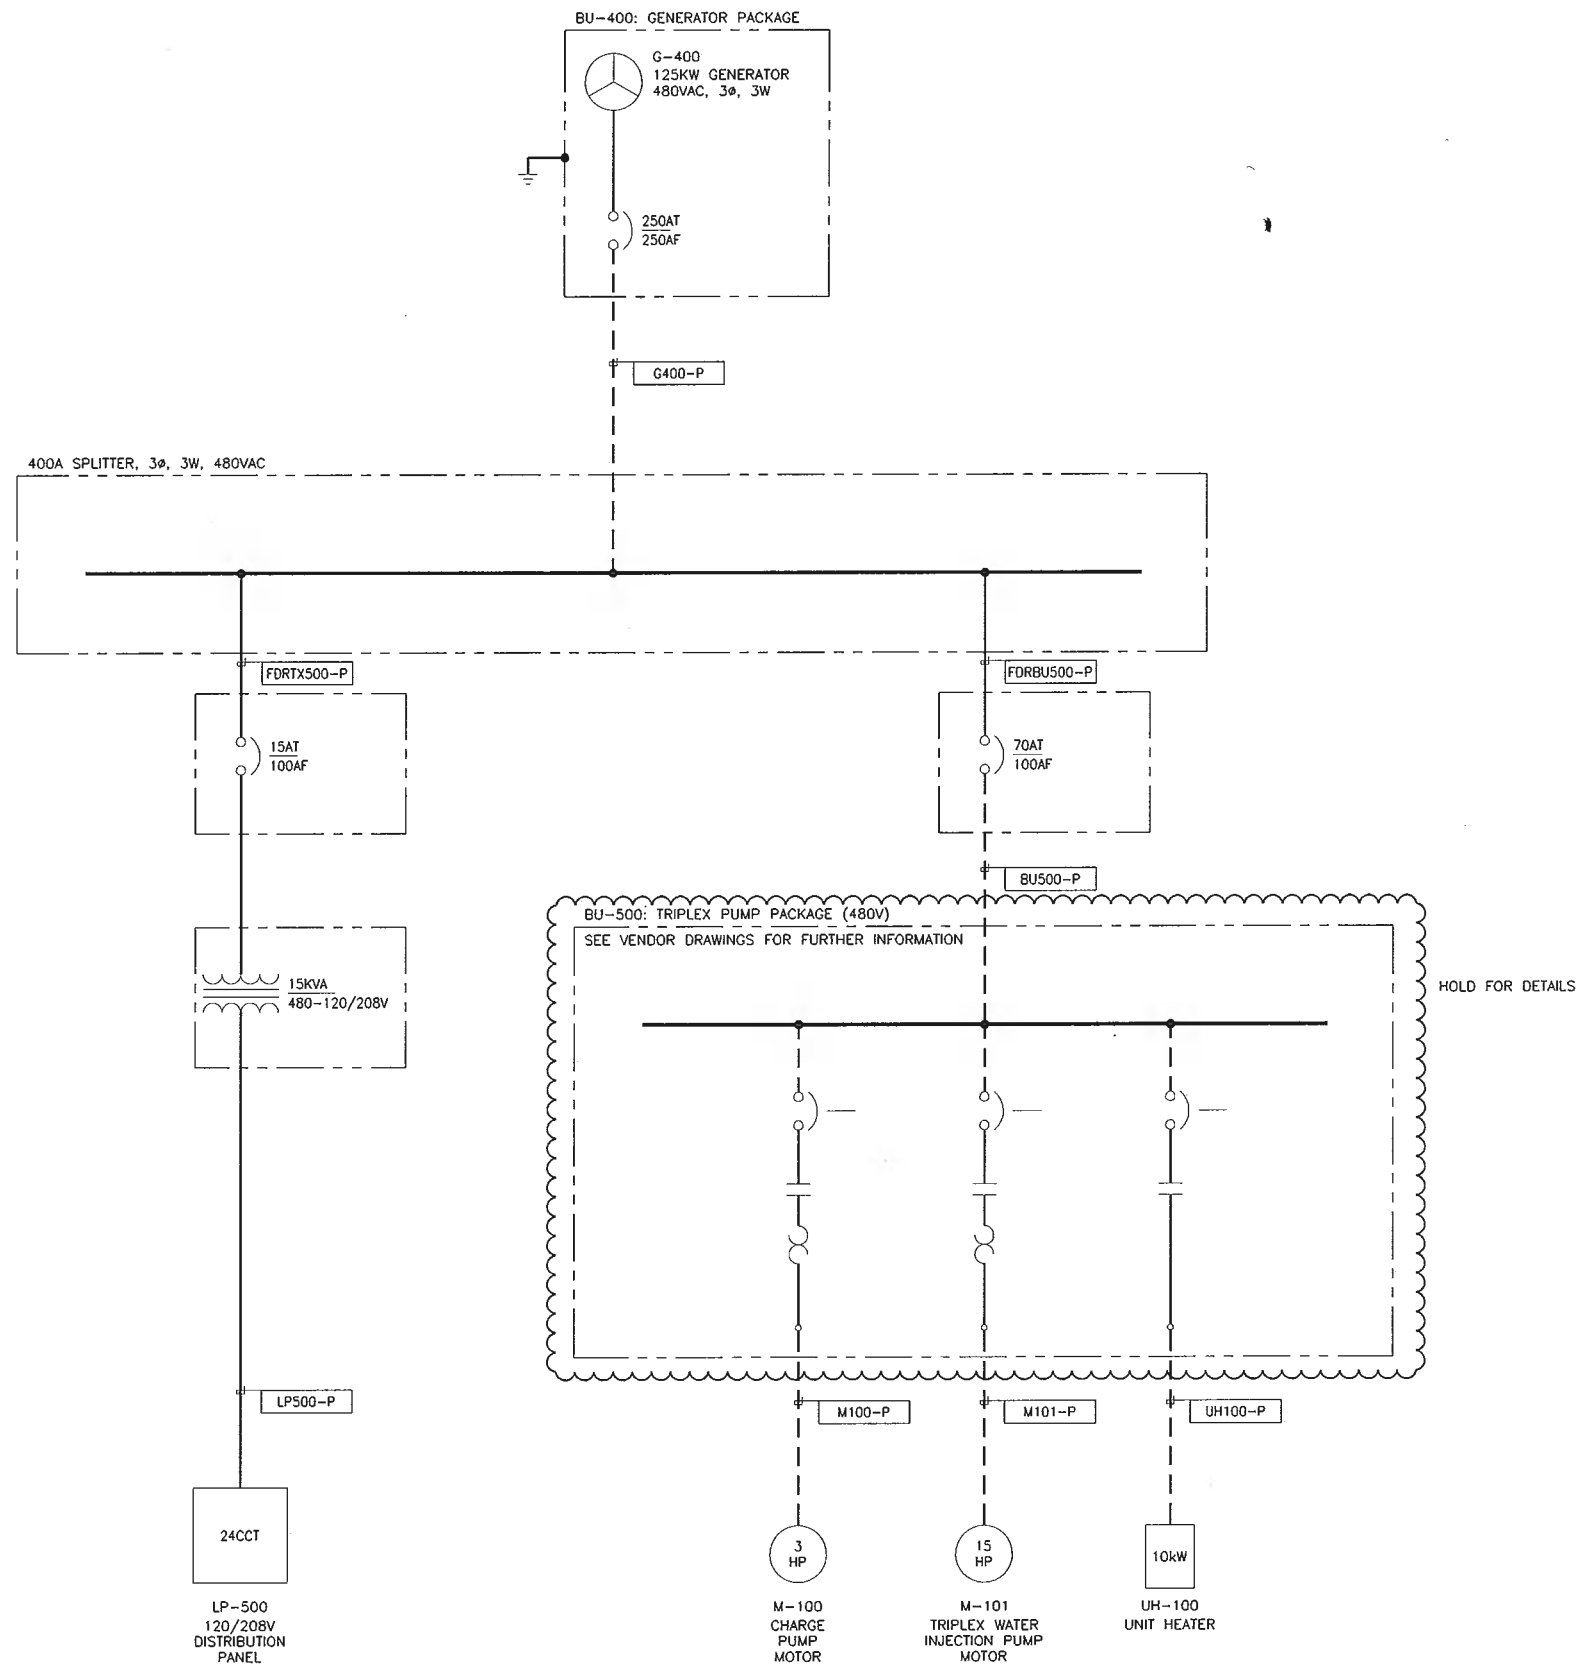 BU-400: GENERATOR PACKAGE
G-400
125KW GENERATOR
480VAC, 3ø, 3W
250AT
250AF
G400-P
400A SPLITTER, 3ø, 3W, 480VAC
FDRTX500-P
FDRBU500-P
15AT
100AF
70AT
100AF
BU500-P
BU-500: TRIPLEX PUMP PACKAGE (480V)
SEE VENDOR DRAWINGS FOR FURTHER INFORMATION
HOLD FOR DETAILS
15KVA
480-120/208V
LP500-P
M100-P
M101-P
UH100-P
24CCT
3
HP
15
HP
10kW
LP-500
120/208V
DISTRIBUTION
PANEL
M-100
CHARGE
PUMP
MOTOR
M-101
TRIPLEX WATER
INJECTION PUMP
MOTOR
UH-100
UNIT HEATER